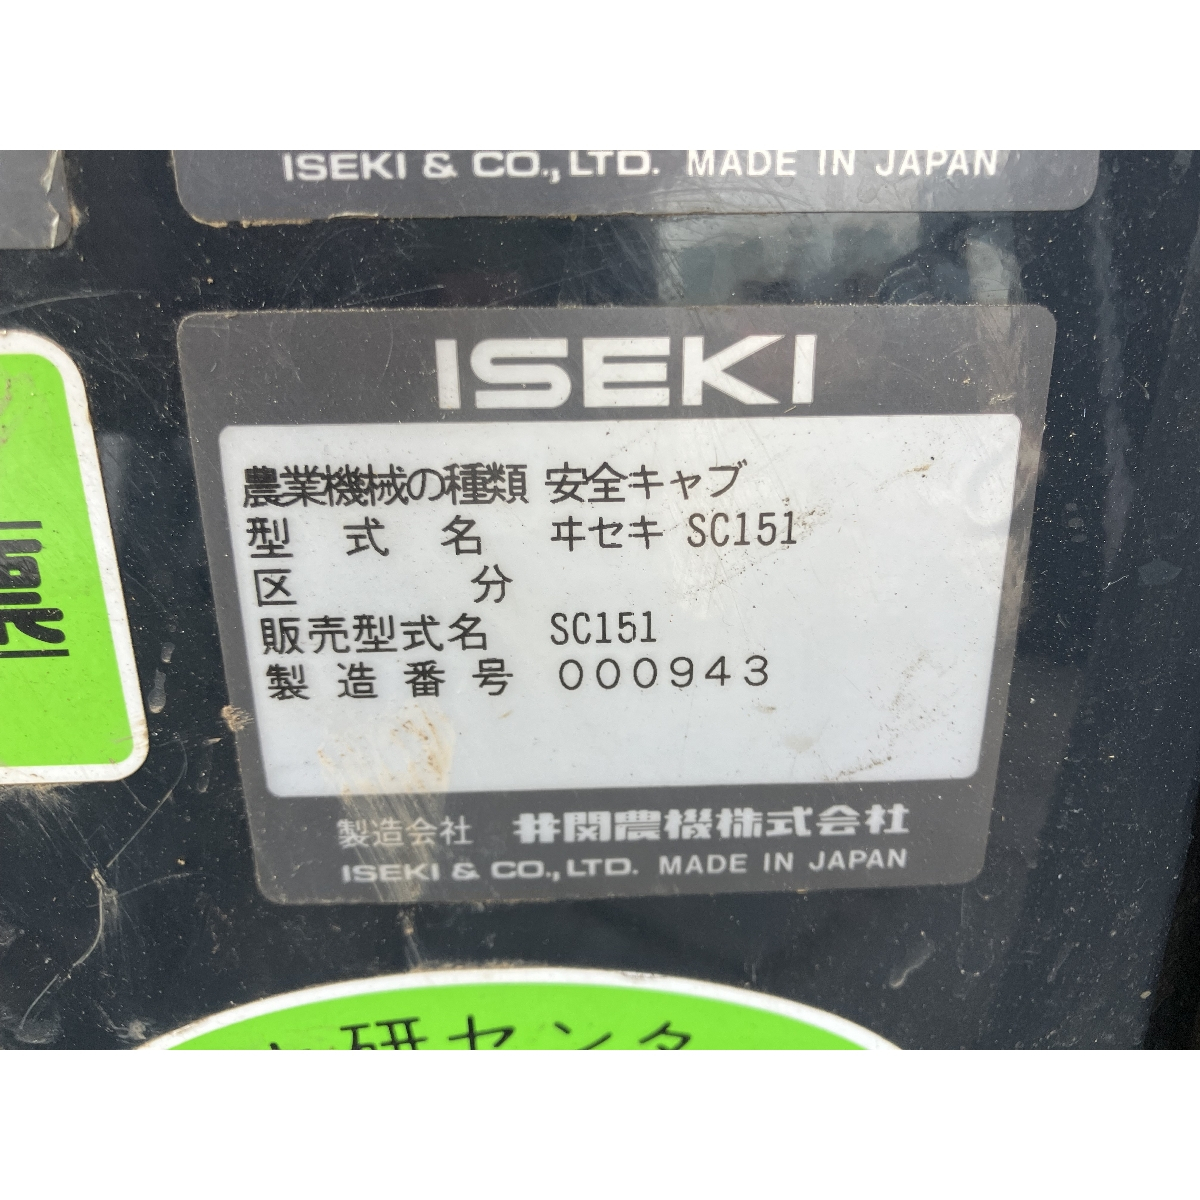 ISEKI & CO., LTD. MADE IN JAPAN
ISEKI
農業機械の種類 安全キャブ
型式名 ヰセキ SC151
区分
販売型式名 SC151
製造番号 000943
製造会社 井関農機株式会社
ISEKI & CO., LTD. MADE IN JAPAN
研センタ